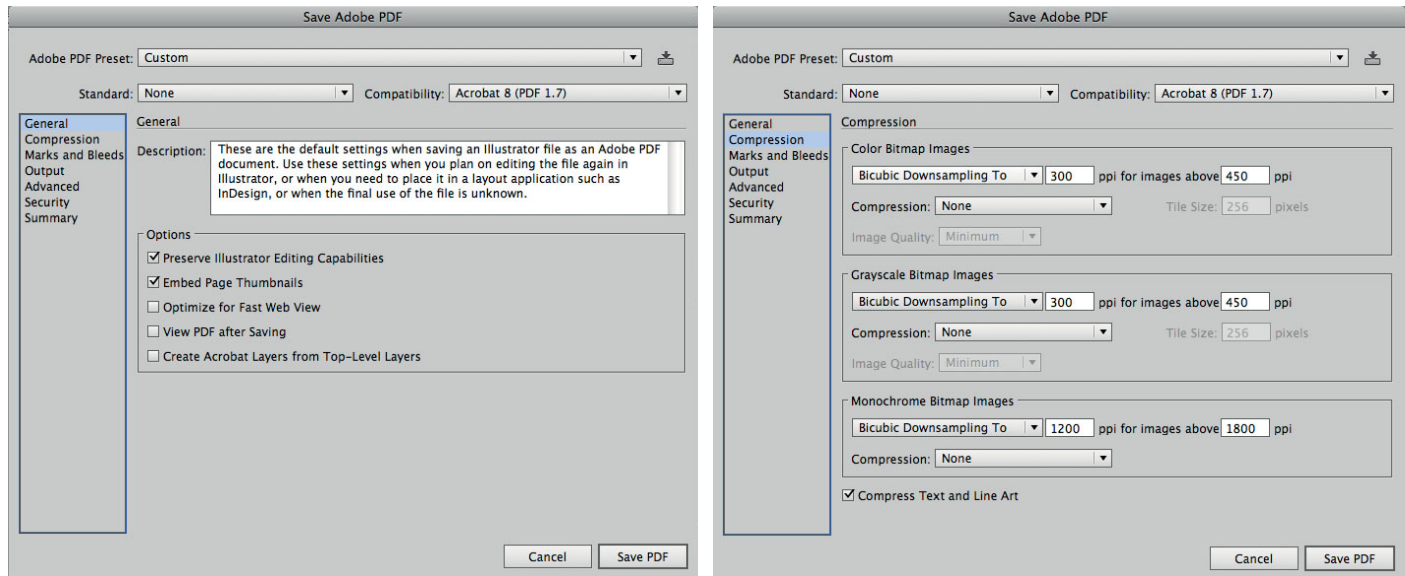 Save Adobe PDF
Adobe PDF Preset: Custom
Standard: None Compatibility: Acrobat 8 (PDF 1.7)
General
Compression
Marks and Bleeds
Output
Advanced
Security
Summary
General
Description: These are the default settings when saving an Illustrator file as an Adobe PDF
document. Use these settings when you plan on editing the file again in
Illustrator, or when you need to place it in a layout application such as
InDesign, or when the final use of the file is unknown.
Options
Preserve Illustrator Editing Capabilities
Embed Page Thumbnails
Optimize for Fast Web View
View PDF after Saving
Create Acrobat Layers from Top-Level Layers
Cancel Save PDF
Save Adobe PDF
Adobe PDF Preset: Custom
Standard: None Compatibility: Acrobat 8 (PDF 1.7)
General
Compression
Marks and Bleeds
Output
Advanced
Security
Summary
Compression
Color Bitmap Images
Bicubic Downsampling To 300 ppi for images above 450 ppi
Compression: None Tile Size: 256 pixels
Image Quality: Minimum
Grayscale Bitmap Images
Bicubic Downsampling To 300 ppi for images above 450 ppi
Compression: None Tile Size: 256 pixels
Image Quality: Minimum
Monochrome Bitmap Images
Bicubic Downsampling To 1200 ppi for images above 1800 ppi
Compression: None
Compress Text and Line Art
Cancel Save PDF